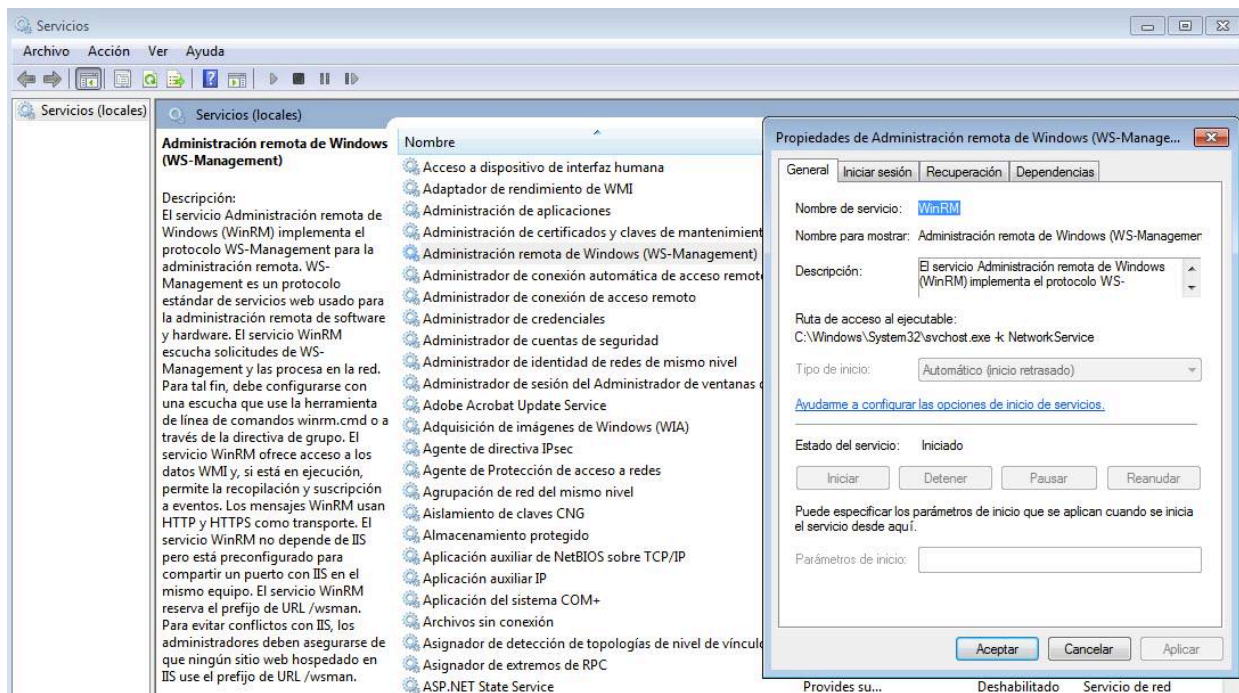 Servicios
Archivo Acción Ver Ayuda
Servicios (locales)
Servicios (locales)
Administración remota de Windows
(WS-Management)
Descripción:
El servicio Administración remota de
Windows (WinRM) implementa el
protocolo WS-Management para la
administración remota. WS-
Management es un protocolo
estándar de servicios web usado para
la administración remota de software
y hardware. El servicio WinRM
escucha solicitudes de WS-
Management y las procesa en la red.
Para tal fin, debe configurarse con
una escucha que use la herramienta
de línea de comandos winrm.cmd o a
través de la directiva de grupo. El
servicio WinRM ofrece acceso a los
datos WMI y, si está en ejecución,
permite la recopilación y suscripción
a eventos. Los mensajes WinRM usan
HTTP y HTTPS como transporte. El
servicio WinRM no depende de IIS
pero está preconfigurado para
compartir un puerto con IIS en el
mismo equipo. El servicio WinRM
reserva el prefijo de URL /wsman.
Para evitar conflictos con IIS, los
administradores deben asegurarse de
que ningún sitio web hospedado en
IIS use el prefijo de URL /wsman.
Nombre
Acceso a dispositivo de interfaz humana
Adaptador de rendimiento de WMI
Administración de aplicaciones
Administración de certificados y claves de mantenimient
Administración remota de Windows (WS-Management)
Administrador de conexión automática de acceso remot
Administrador de conexión de acceso remoto
Administrador de credenciales
Administrador de cuentas de seguridad
Administrador de identidad de redes de mismo nivel
Administrador de sesión del Administrador de ventanas
Adobe Acrobat Update Service
Adquisición de imágenes de Windows (WIA)
Agente de directiva IPsec
Agente de Protección de acceso a redes
Agrupación de red del mismo nivel
Aislamiento de claves CNG
Almacenamiento protegido
Aplicación auxiliar de NetBIOS sobre TCP/IP
Aplicación auxiliar IP
Aplicación del sistema COM+
Archivos sin conexión
Asignador de detección de topologías de nivel de víncul
Asignador de extremos de RPC
ASP.NET State Service Provides su... Deshabilitado Servicio de red
Propiedades de Administración remota de Windows (WS-Manage...
General Iniciar sesión Recuperación Dependencias
Nombre de servicio: WinRM
Nombre para mostrar: Administración remota de Windows (WS-Managemer
Descripción: El servicio Administración remota de Windows
(WinRM) implementa el protocolo WS-
Ruta de acceso al ejecutable:
C:\Windows\System32\svchost.exe -k NetworkService
Tipo de inicio: Automático (inicio retrasado)
Ayudarme a configurar las opciones de inicio de servicios.
Estado del servicio: Iniciado
Iniciar Detener Pausar Reanudar
Puede especificar los parámetros de inicio que se aplican cuando se inicia
el servicio desde aquí.
Parámetros de inicio:
Aceptar Cancelar Aplicar